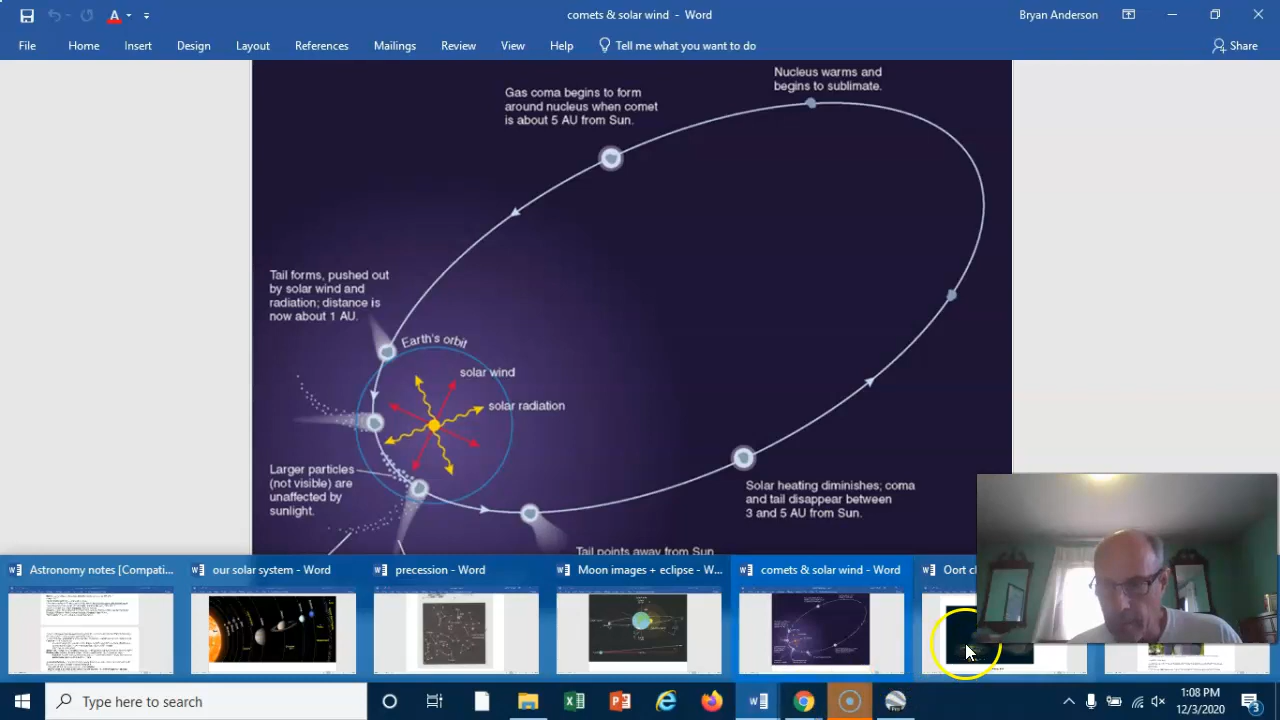 comets & solar wind - Word
Bryan Anderson
File Home Insert Design Layout References Mailings Review View Help Tell me what you want to do Share
Nucleus warms and
begins to sublimate.
Gas coma begins to form
around nucleus when comet
is about 5 AU from Sun.
Tail forms, pushed out
by solar wind and
radiation; distance is
now about 1 AU.
Earth's orbit
solar wind
solar radiation
Larger particles
(not visible) are
unaffected by
sunlight.
Solar heating diminishes; coma
and tail disappear between
3 and 5 AU from Sun.
Tail points away from Sun
Astronomy notes [Compati...
our solar system - Word
precession - Word
Moon images + eclipse - W...
comets & solar wind - Word
Oort cl
Type here to search
1:08 PM
12/3/2020
3